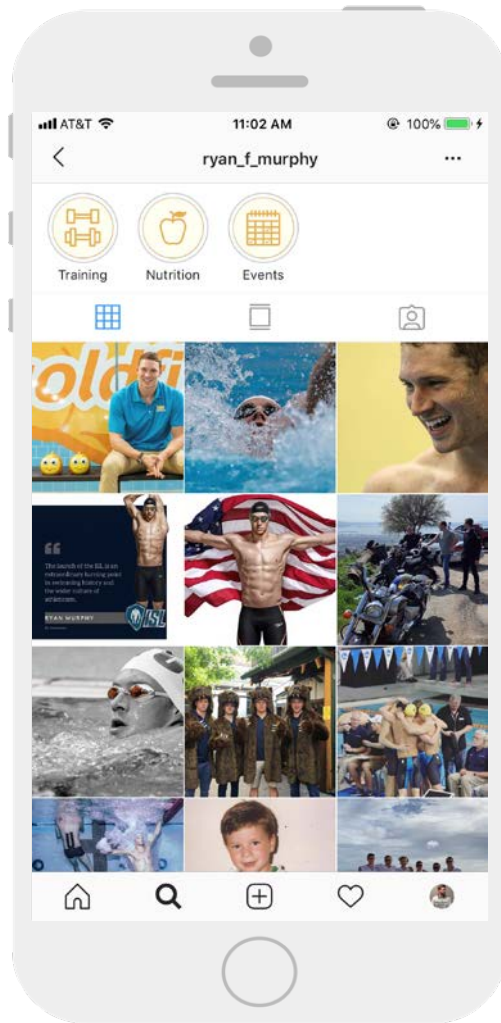 AT&T
11:02 AM
100%
ryan_f_murphy
Training
Nutrition
Events
oldfi
The launch of the ISL is an
extraordinary turning point
in swimming history and
the wider culture of
athleticism.
RYAN MURPHY
ISL